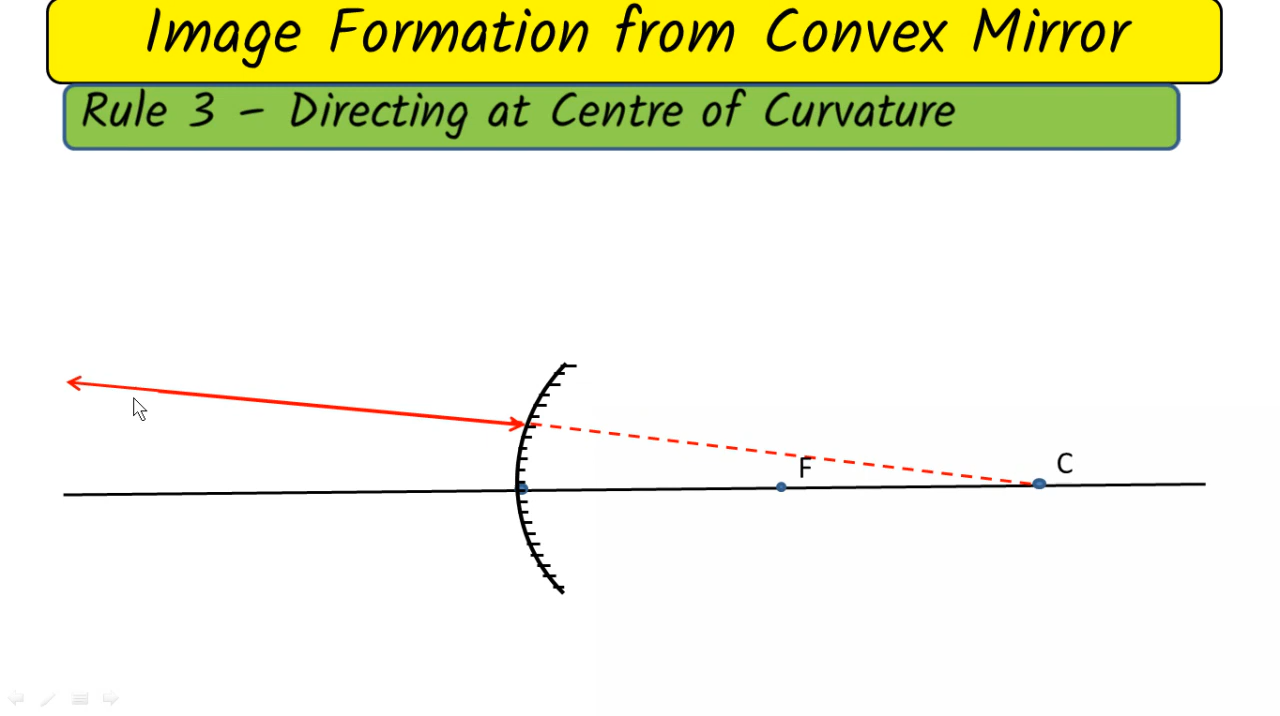 Image Formation from Convex Mirror
Rule 3 – Directing at Centre of Curvature
F
C